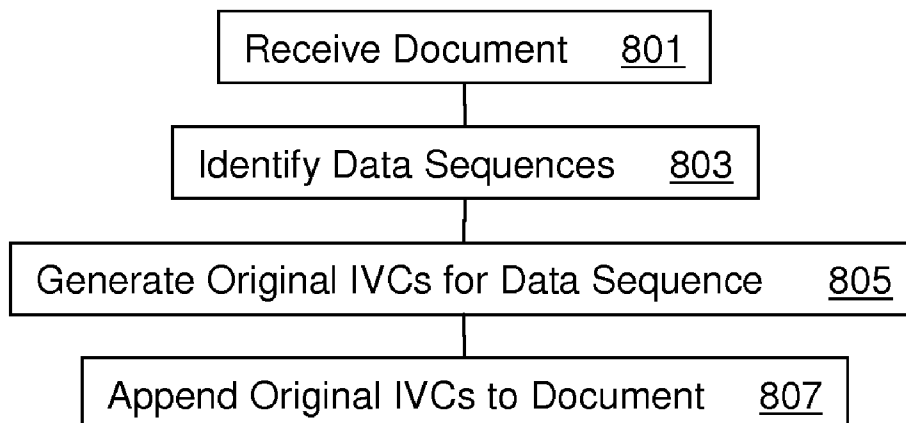 Receive Document 801
Identify Data Sequences 803
Generate Original IVCs for Data Sequence 805
Append Original IVCs to Document 807